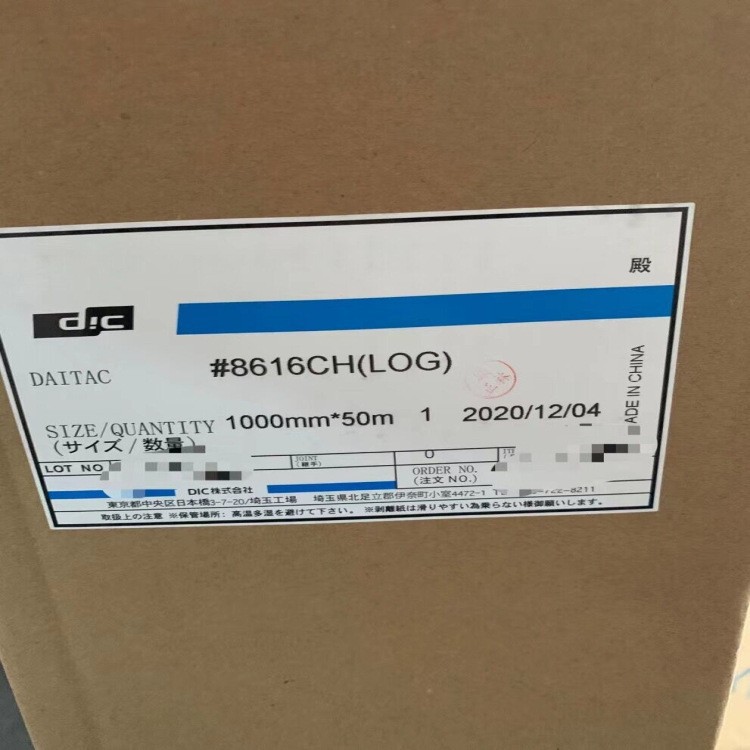 殿
dic
DAITAC #8616CH(LOG)
SIZE/QUANTITY 1000mm*50m 1 2020/12/04
(サイズ/数量)
ADE IN CHINA
LOT NO
JOINT
(継手)
0
ORDER NO.
(注文 NO.)
DIC株式会社
東京都中央区日本橋3-7-20/埼玉工場 埼玉県北足立郡伊奈町小室4472-1 -722-8211
取扱上の注意 ※保管場所：高温多湿を避けて下さい。 ※剥離紙は滑りやすい為乗らない様御願いします。